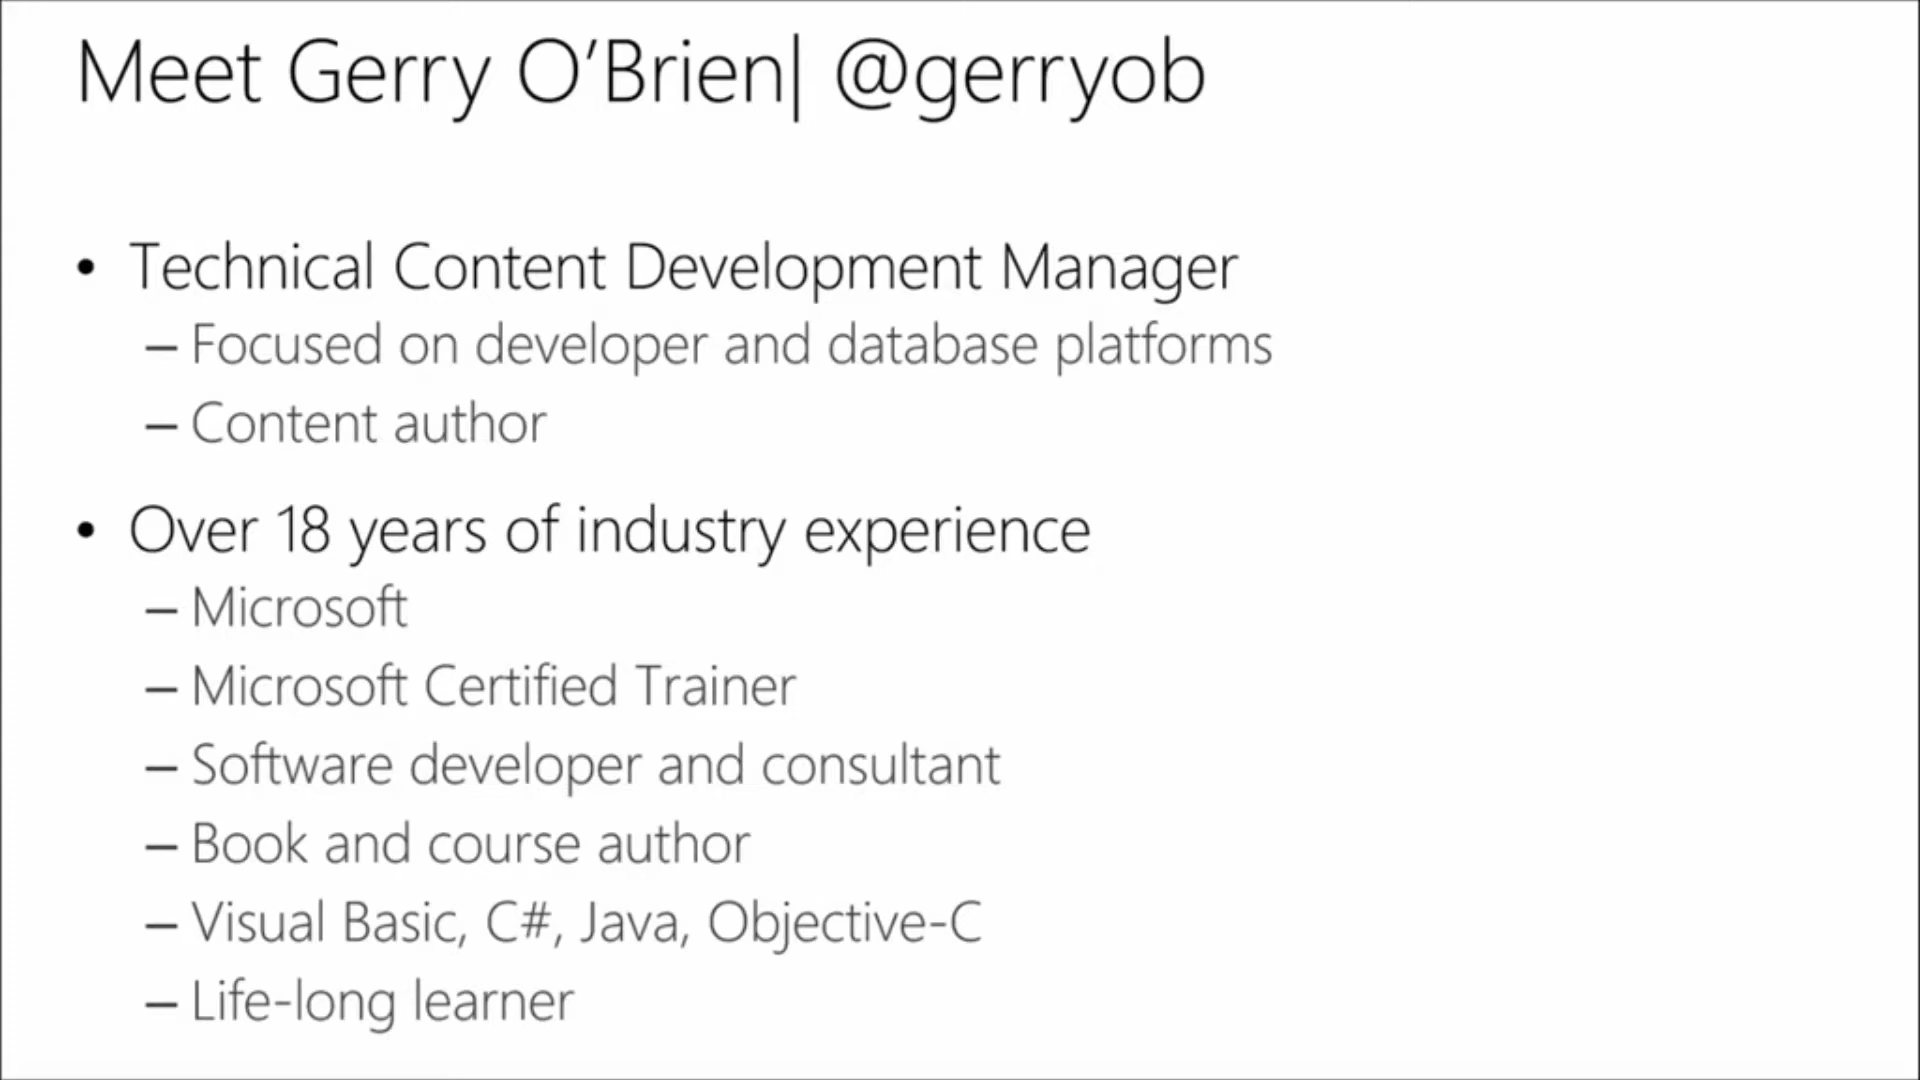 Meet Gerry O’Brien| @gerryob
• Technical Content Development Manager
– Focused on developer and database platforms
– Content author
• Over 18 years of industry experience
– Microsoft
– Microsoft Certified Trainer
– Software developer and consultant
– Book and course author
– Visual Basic, C#, Java, Objective-C
– Life-long learner